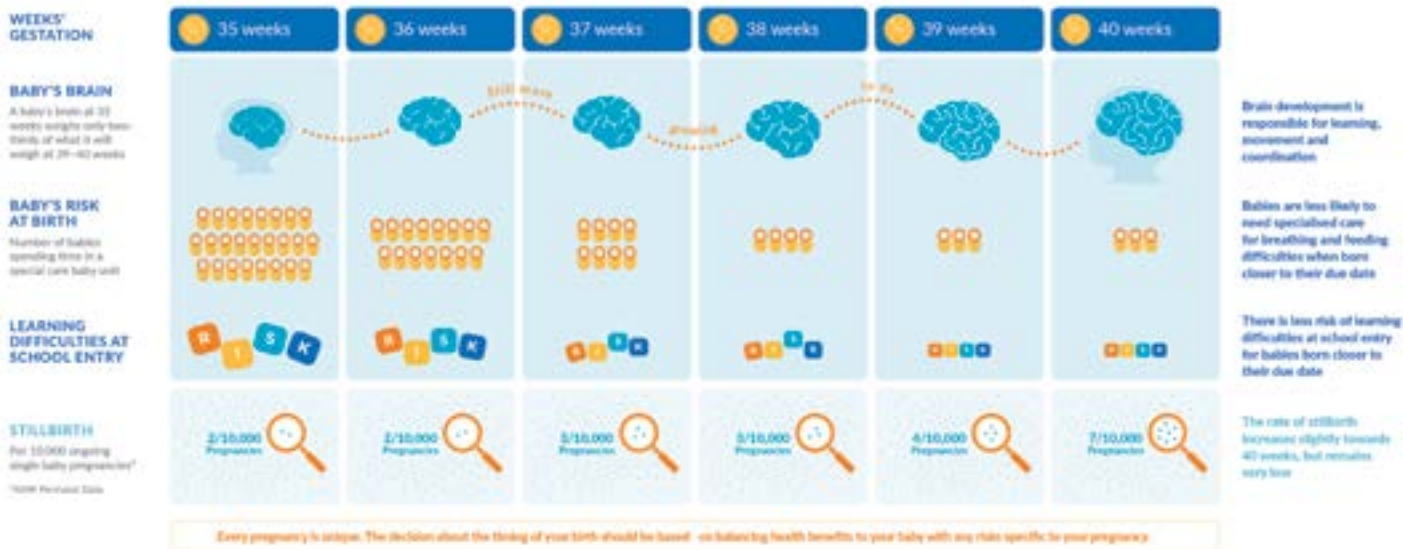 WEEKS'
GESTATION
35 weeks
36 weeks
37 weeks
38 weeks
39 weeks
40 weeks
BABY'S BRAIN
A baby's brain at 35
weeks weighs only two-
thirds of what it will
weigh at 39–40 weeks
Still more
growth
to do
Brain development is
responsible for learning,
movement and
coordination
BABY'S RISK
AT BIRTH
Number of babies
spending time in a
special care baby unit
Babies are less likely to
need specialised care
for breathing and feeding
difficulties when born
closer to their due date
LEARNING
DIFFICULTIES AT
SCHOOL ENTRY
R I S K
R I S K
R I S K
R I S K
R I S K
R I S K
There is less risk of learning
difficulties at school entry
for babies born closer to
their due date
STILLBIRTH
Per 10,000 ongoing
single baby pregnancies*
*NSW Perinatal Data
2/10,000
Pregnancies
/10,000
Pregnancies
/10,000
Pregnancies
/10,000
Pregnancies
/10,000
Pregnancies
7/10,000
Pregnancies
The rate of stillbirth
increases slightly towards
40 weeks, but remains
very low
Every pregnancy is unique. The decision about the timing of your birth should be based on balancing health benefits to your baby with any risks specific to your pregnancy.